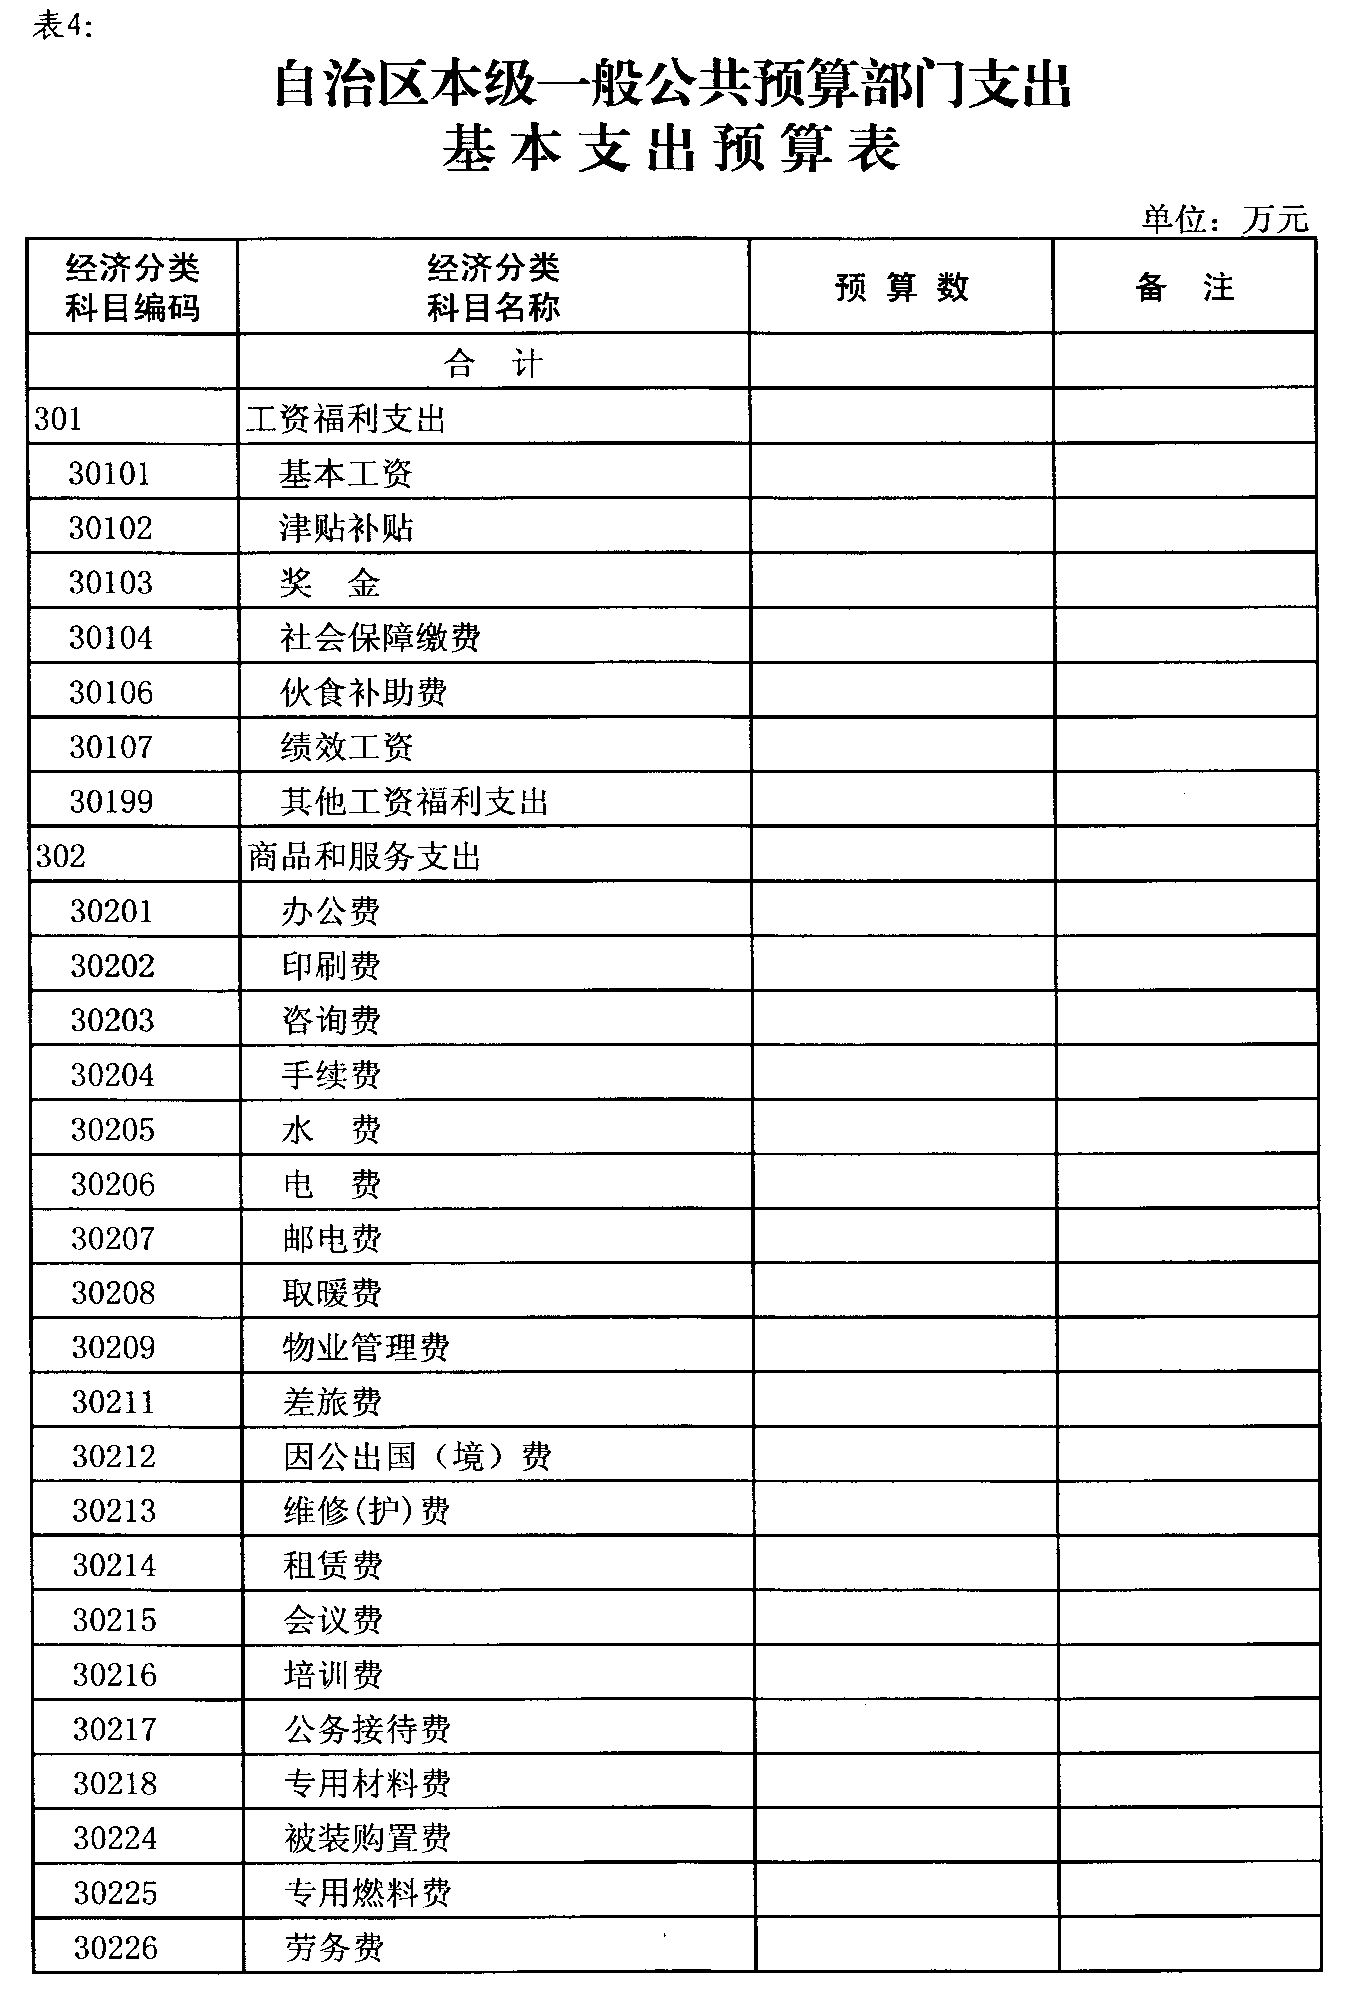 表4:
自治区本级一般公共预算部门支出
基本支出预算表
单位：万元
经济分类科目编码 经济分类科目名称 预算数 备注
合 计
301 工资福利支出
30101 基本工资
30102 津贴补贴
30103 奖 金
30104 社会保障缴费
30106 伙食补助费
30107 绩效工资
30199 其他工资福利支出
302 商品和服务支出
30201 办公费
30202 印刷费
30203 咨询费
30204 手续费
30205 水 费
30206 电 费
30207 邮电费
30208 取暖费
30209 物业管理费
30211 差旅费
30212 因公出国（境）费
30213 维修(护)费
30214 租赁费
30215 会议费
30216 培训费
30217 公务接待费
30218 专用材料费
30224 被装购置费
30225 专用燃料费
30226 劳务费